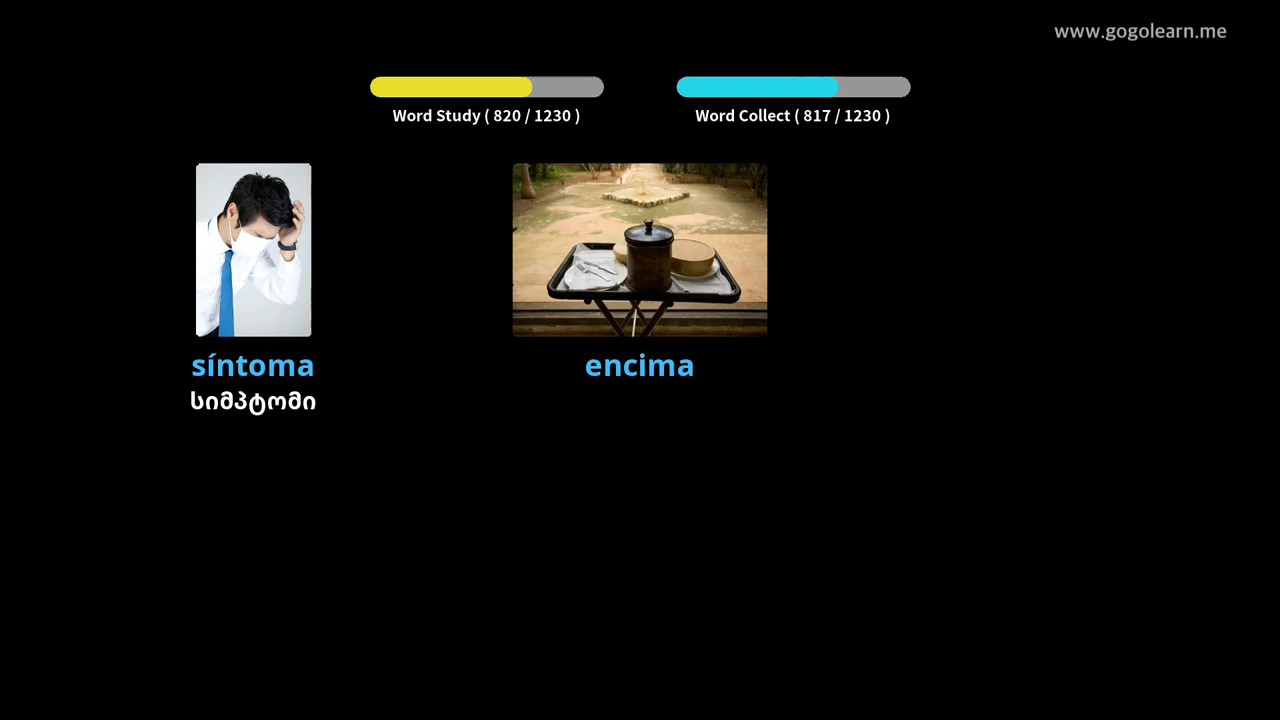 www.gogolearn.me
Word Study ( 820 / 1230 )
Word Collect ( 817 / 1230 )
síntoma
სიმპტომი
encima